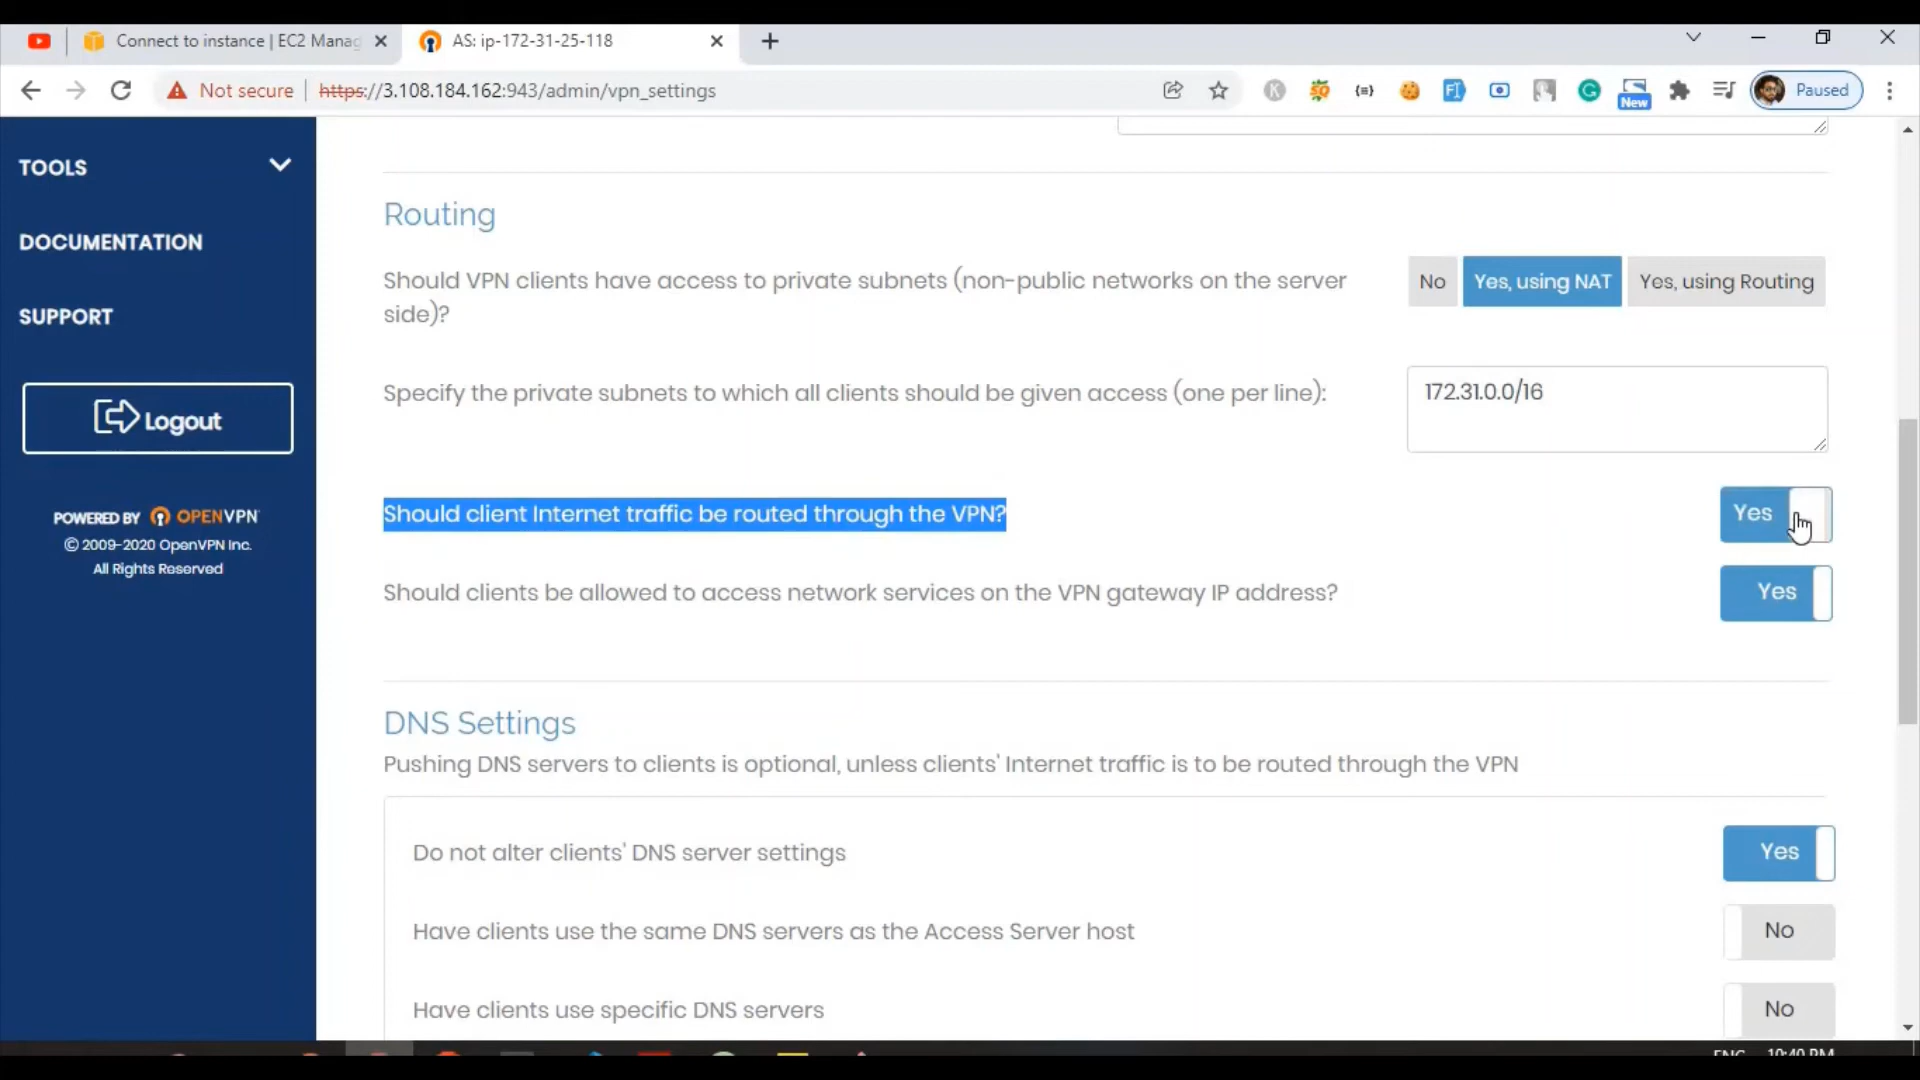 Connect to instance | EC2 Manag
AS: ip-172-31-25-118
Not secure
https://3.108.184.162:943/admin/vpn_settings
New
Paused
TOOLS
DOCUMENTATION
SUPPORT
Logout
POWERED BY OPENVPN
© 2009-2020 OpenVPN Inc.
All Rights Reserved
Routing
Should VPN clients have access to private subnets (non-public networks on the server
side)?
No
Yes, using NAT
Yes, using Routing
Specify the private subnets to which all clients should be given access (one per line):
172.31.0.0/16
Should client Internet traffic be routed through the VPN?
Yes
Should clients be allowed to access network services on the VPN gateway IP address?
Yes
DNS Settings
Pushing DNS servers to clients is optional, unless clients' Internet traffic is to be routed through the VPN
Do not alter clients' DNS server settings
Yes
Have clients use the same DNS servers as the Access Server host
No
Have clients use specific DNS servers
No
ENG
10:40 PM